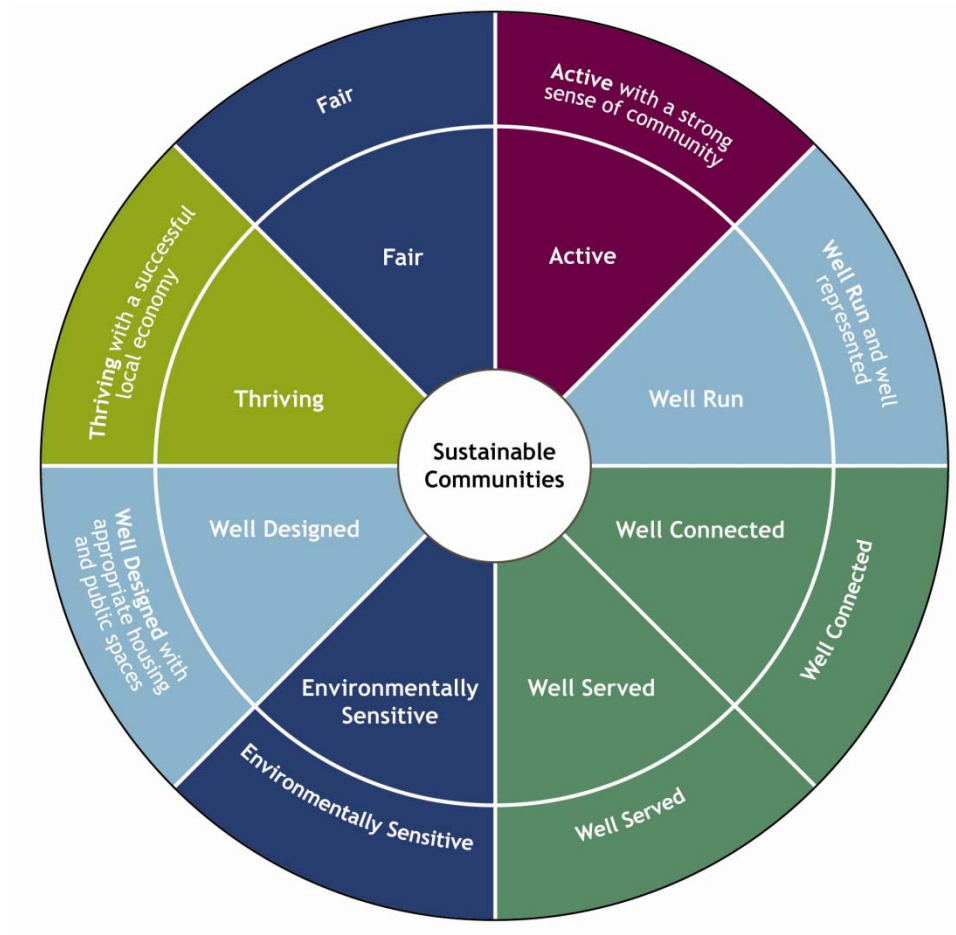 Fair
Active with a strong
sense of community
Well Run and well
represented
Well Connected
Well Served
Environmentally Sensitive
Well Designed with
appropriate housing
and public spaces
Thriving with a successful
local economy
Fair
Active
Well Run
Well Connected
Well Served
Environmentally
Sensitive
Well Designed
Thriving
Sustainable
Communities